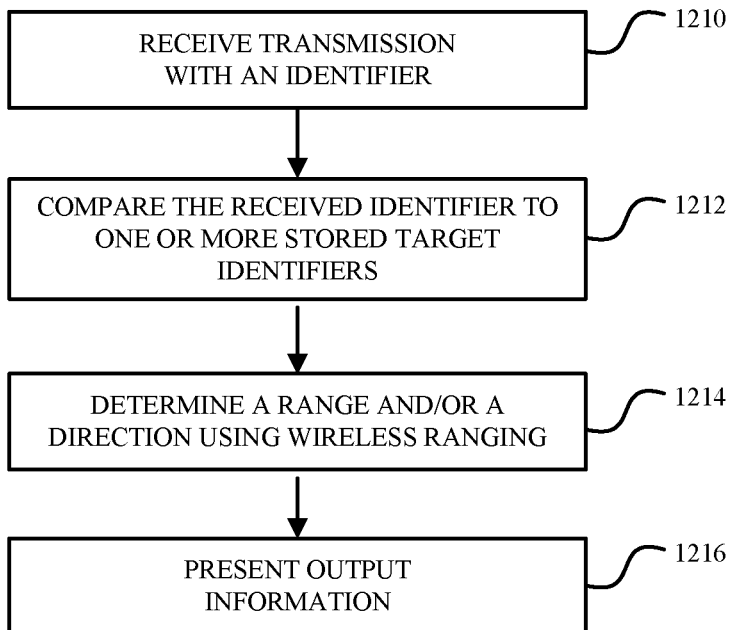 RECEIVE TRANSMISSION
WITH AN IDENTIFIER
1210
COMPARE THE RECEIVED IDENTIFIER TO
ONE OR MORE STORED TARGET
IDENTIFIERS
1212
DETERMINE A RANGE AND/OR A
DIRECTION USING WIRELESS RANGING
1214
PRESENT OUTPUT
INFORMATION
1216